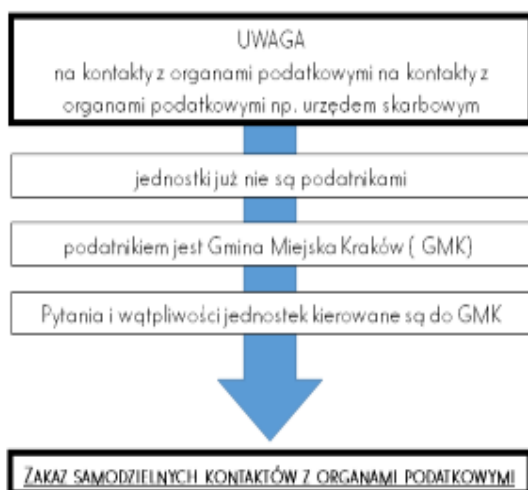 UWAGA
na kontakty z organami podatkowymi na kontakty z
organami podatkowymi np. urzędem skarbowym
jednostki już nie są podatnikami
podatnikiem jest Gmina Miejska Kraków ( GMK)
Pytania i wątpliwości jednostek kierowane są do GMK
ZAKAZ SAMODZIELNYCH KONTAKTÓW Z ORGANAMI PODATKOWYMI